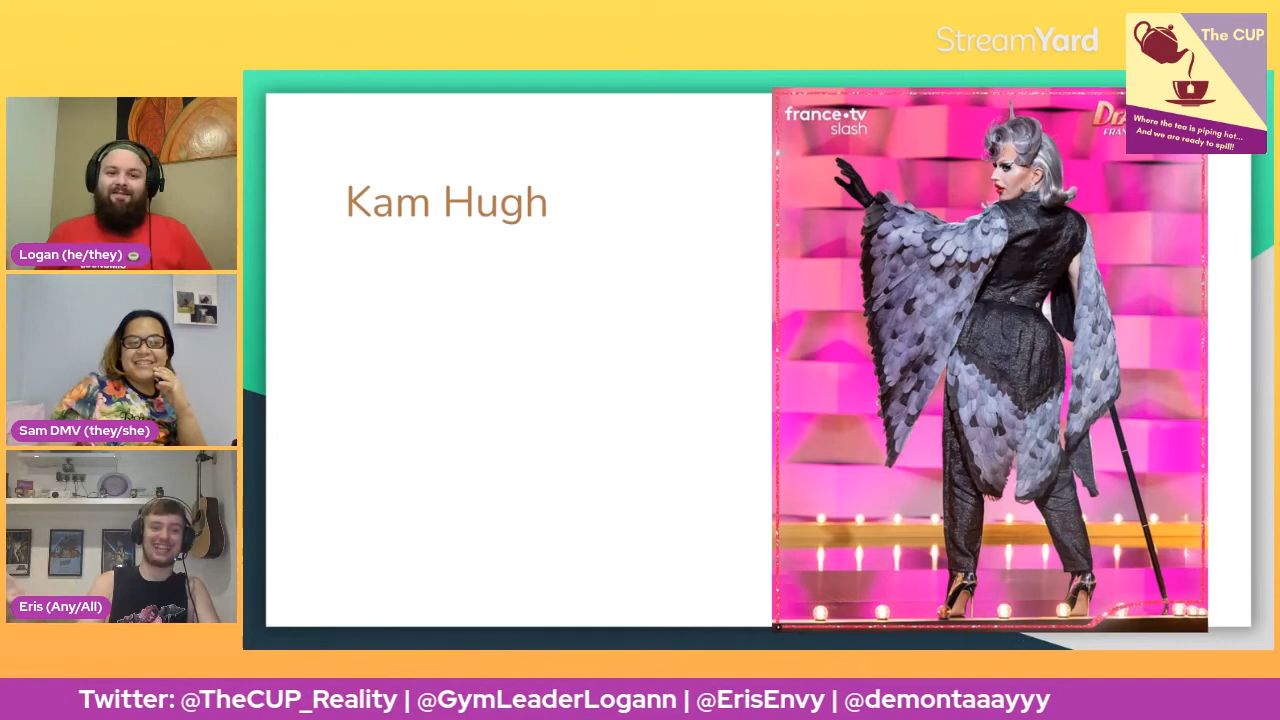 StreamYard
The CUP
Where the tea is piping hot...
And we are ready to spill!
france•tv
slash
Kam Hugh
Logan (he/they) 🍵
Sam DMV (they/she)
Eris (Any/All)
Twitter: @TheCUP_Reality | @GymLeaderLogann | @ErisEnvy | @demontaaayyy